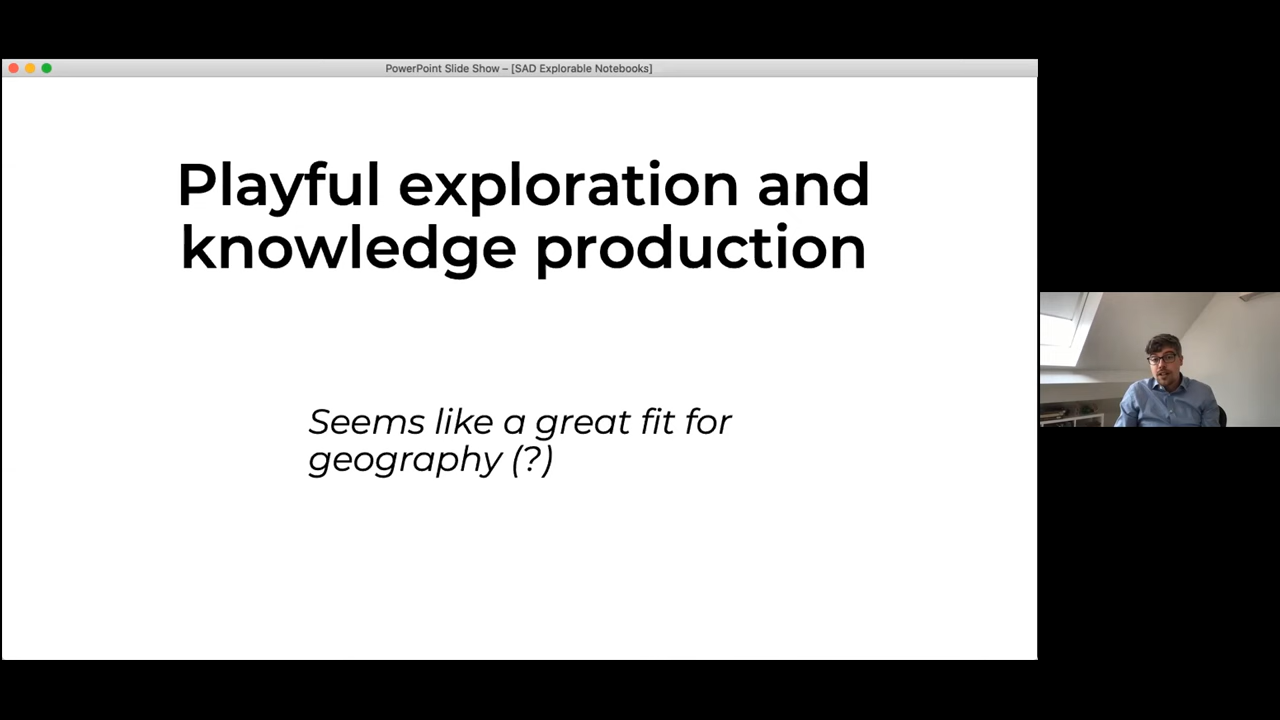 PowerPoint Slide Show – [SAD Explorable Notebooks]
Playful exploration and
knowledge production
Seems like a great fit for
geography (?)